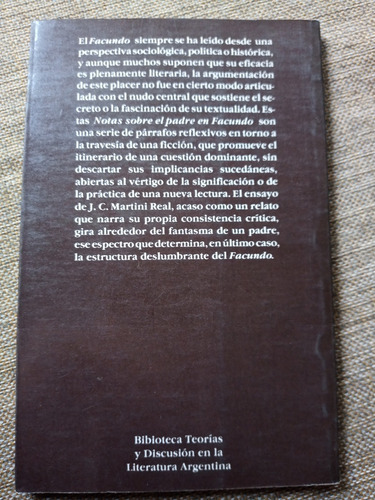 El Facundo siempre se ha leído desde una
perspectiva sociológica, política o histórica,
y aunque muchos suponen que su eficacia
es plenamente literaria, la argumentación
de este placer no fue en cierto modo articu-
lada con el nudo central que sostiene el se-
creto o la fascinación de su textualidad. Es-
tas Notas sobre el padre en Facundo son
una serie de párrafos reflexivos en torno a
la travesía de una ficción, que promueve el
itinerario de una cuestión dominante, sin
descartar sus implicancias sucedáneas,
abiertas al vértigo de la significación o de
la práctica de una nueva lectura. El ensayo
de J. C. Martini Real, acaso como un relato
que narra su propia consistencia crítica,
gira alrededor del fantasma de un padre,
ese espectro que determina, en último caso,
la estructura deslumbrante del Facundo.
Biblioteca Teorías
y Discusión en la
Literatura Argentina